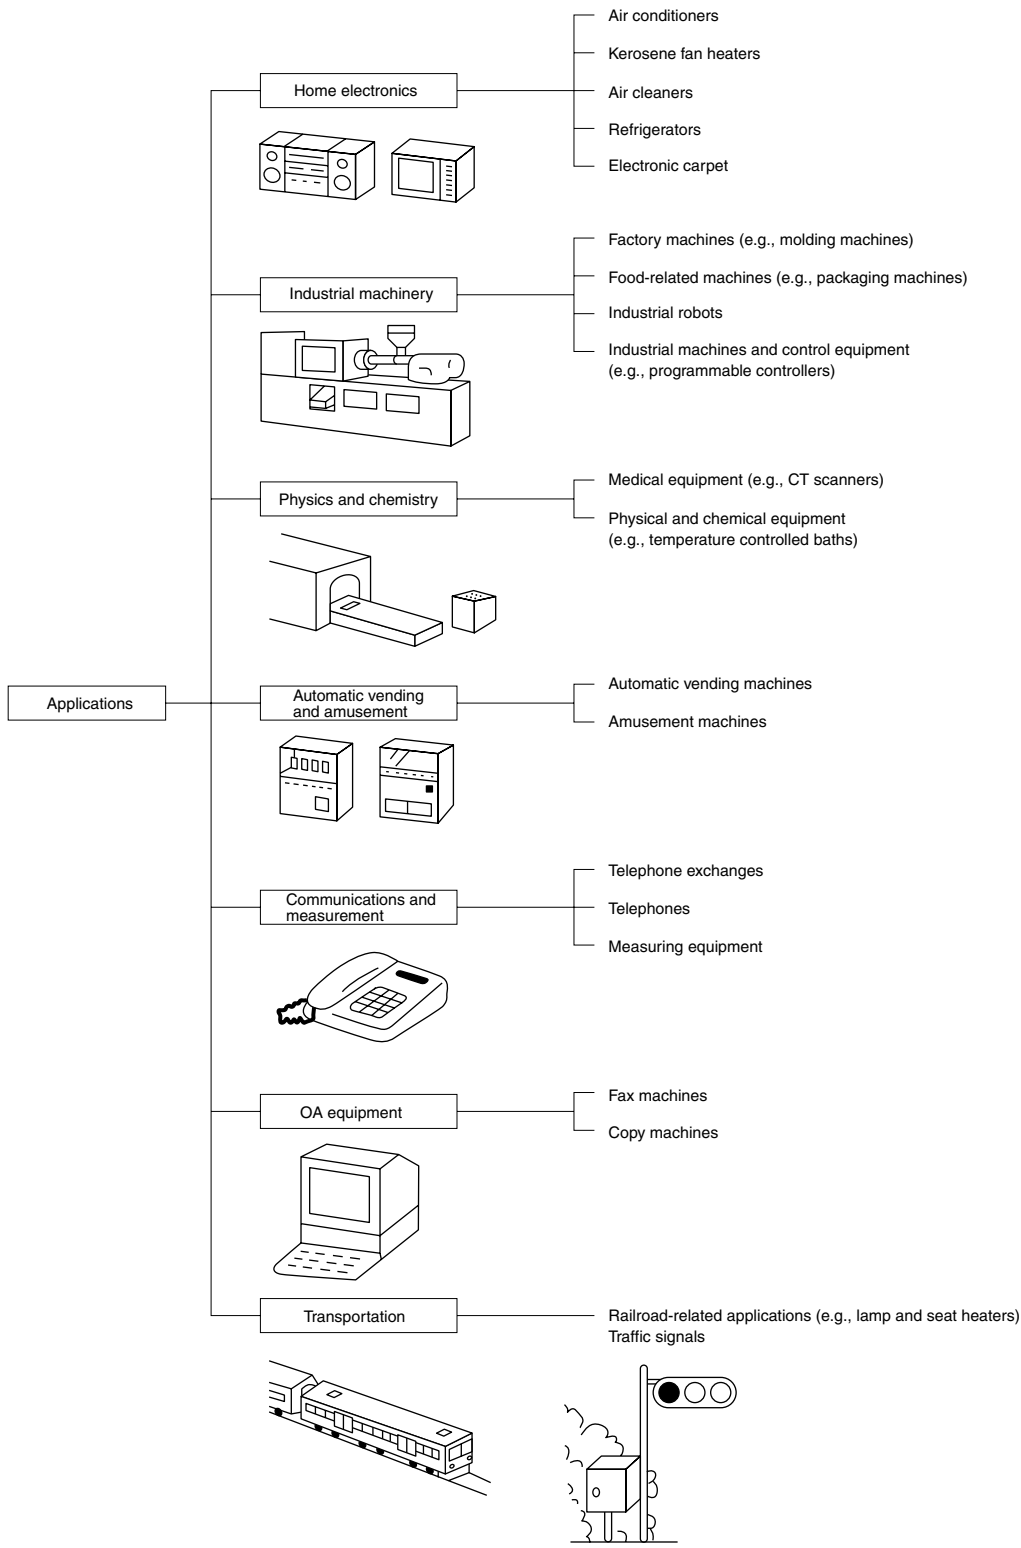 Applications
Home electronics
Air conditioners
Kerosene fan heaters
Air cleaners
Refrigerators
Electronic carpet
Industrial machinery
Factory machines (e.g., molding machines)
Food-related machines (e.g., packaging machines)
Industrial robots
Industrial machines and control equipment
(e.g., programmable controllers)
Physics and chemistry
Medical equipment (e.g., CT scanners)
Physical and chemical equipment
(e.g., temperature controlled baths)
Automatic vending
and amusement
Automatic vending machines
Amusement machines
Communications and
measurement
Telephone exchanges
Telephones
Measuring equipment
OA equipment
Fax machines
Copy machines
Transportation
Railroad-related applications (e.g., lamp and seat heaters)
Traffic signals